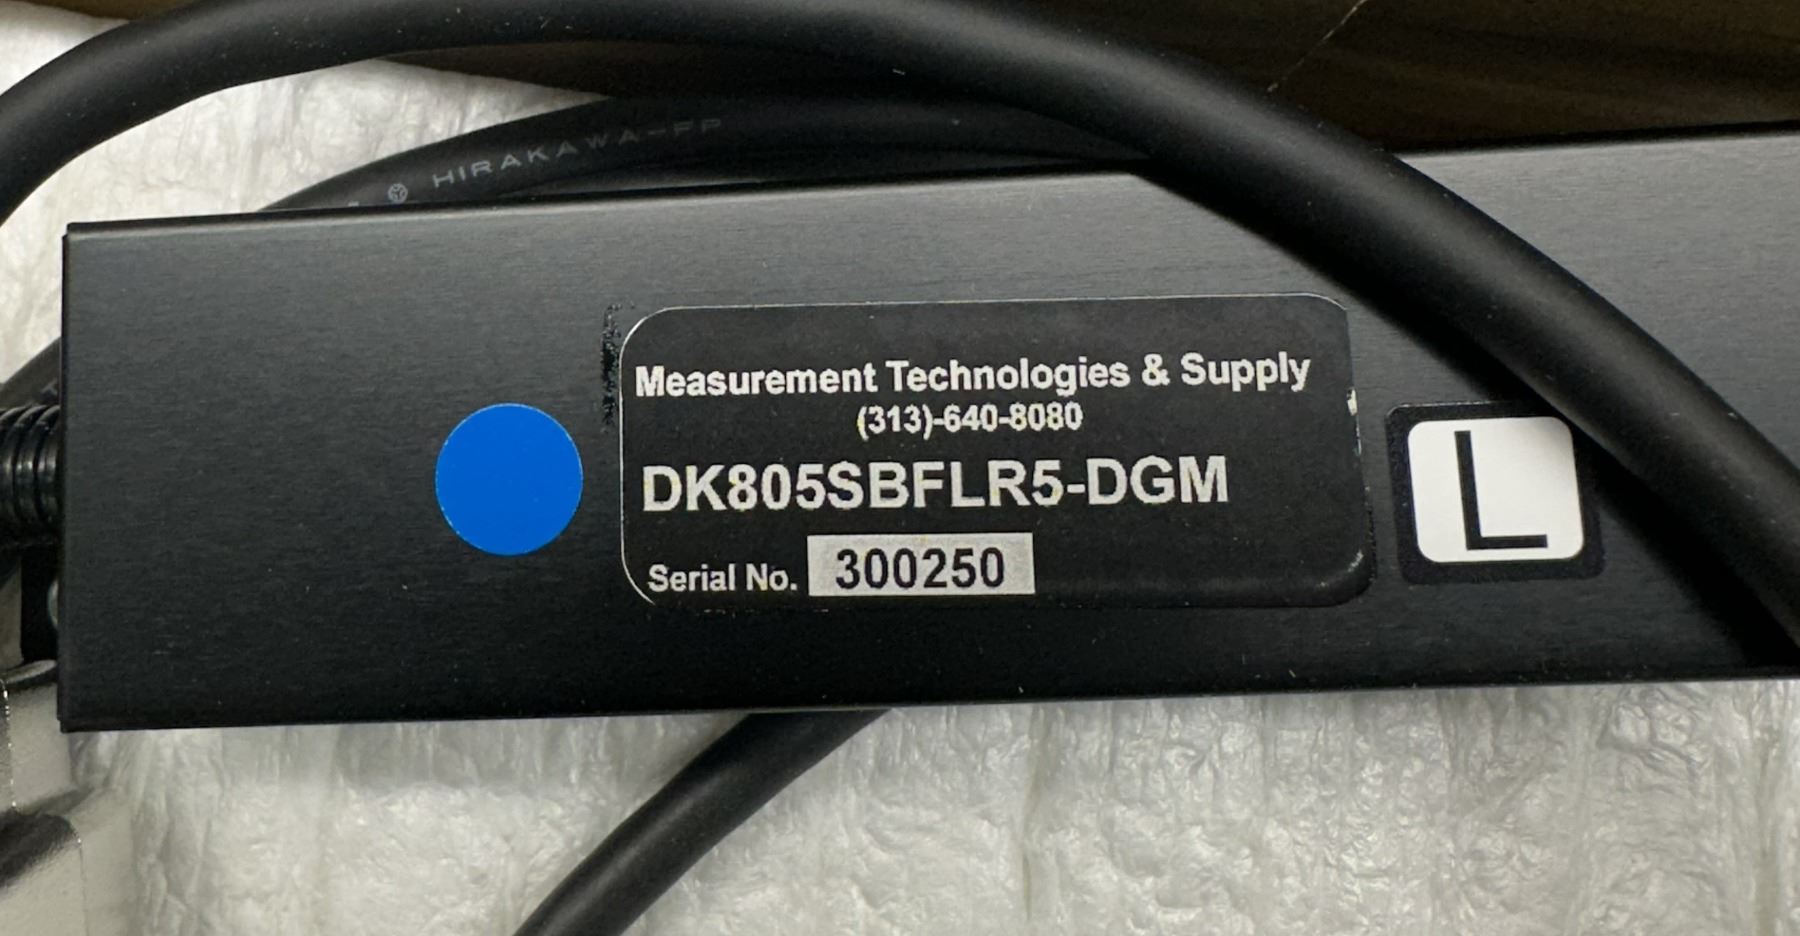 HIRAKAWA-FP
Measurement Technologies & Supply
(313)-640-8080
DK805SBFLR5-DGM
Serial No. 300250
L